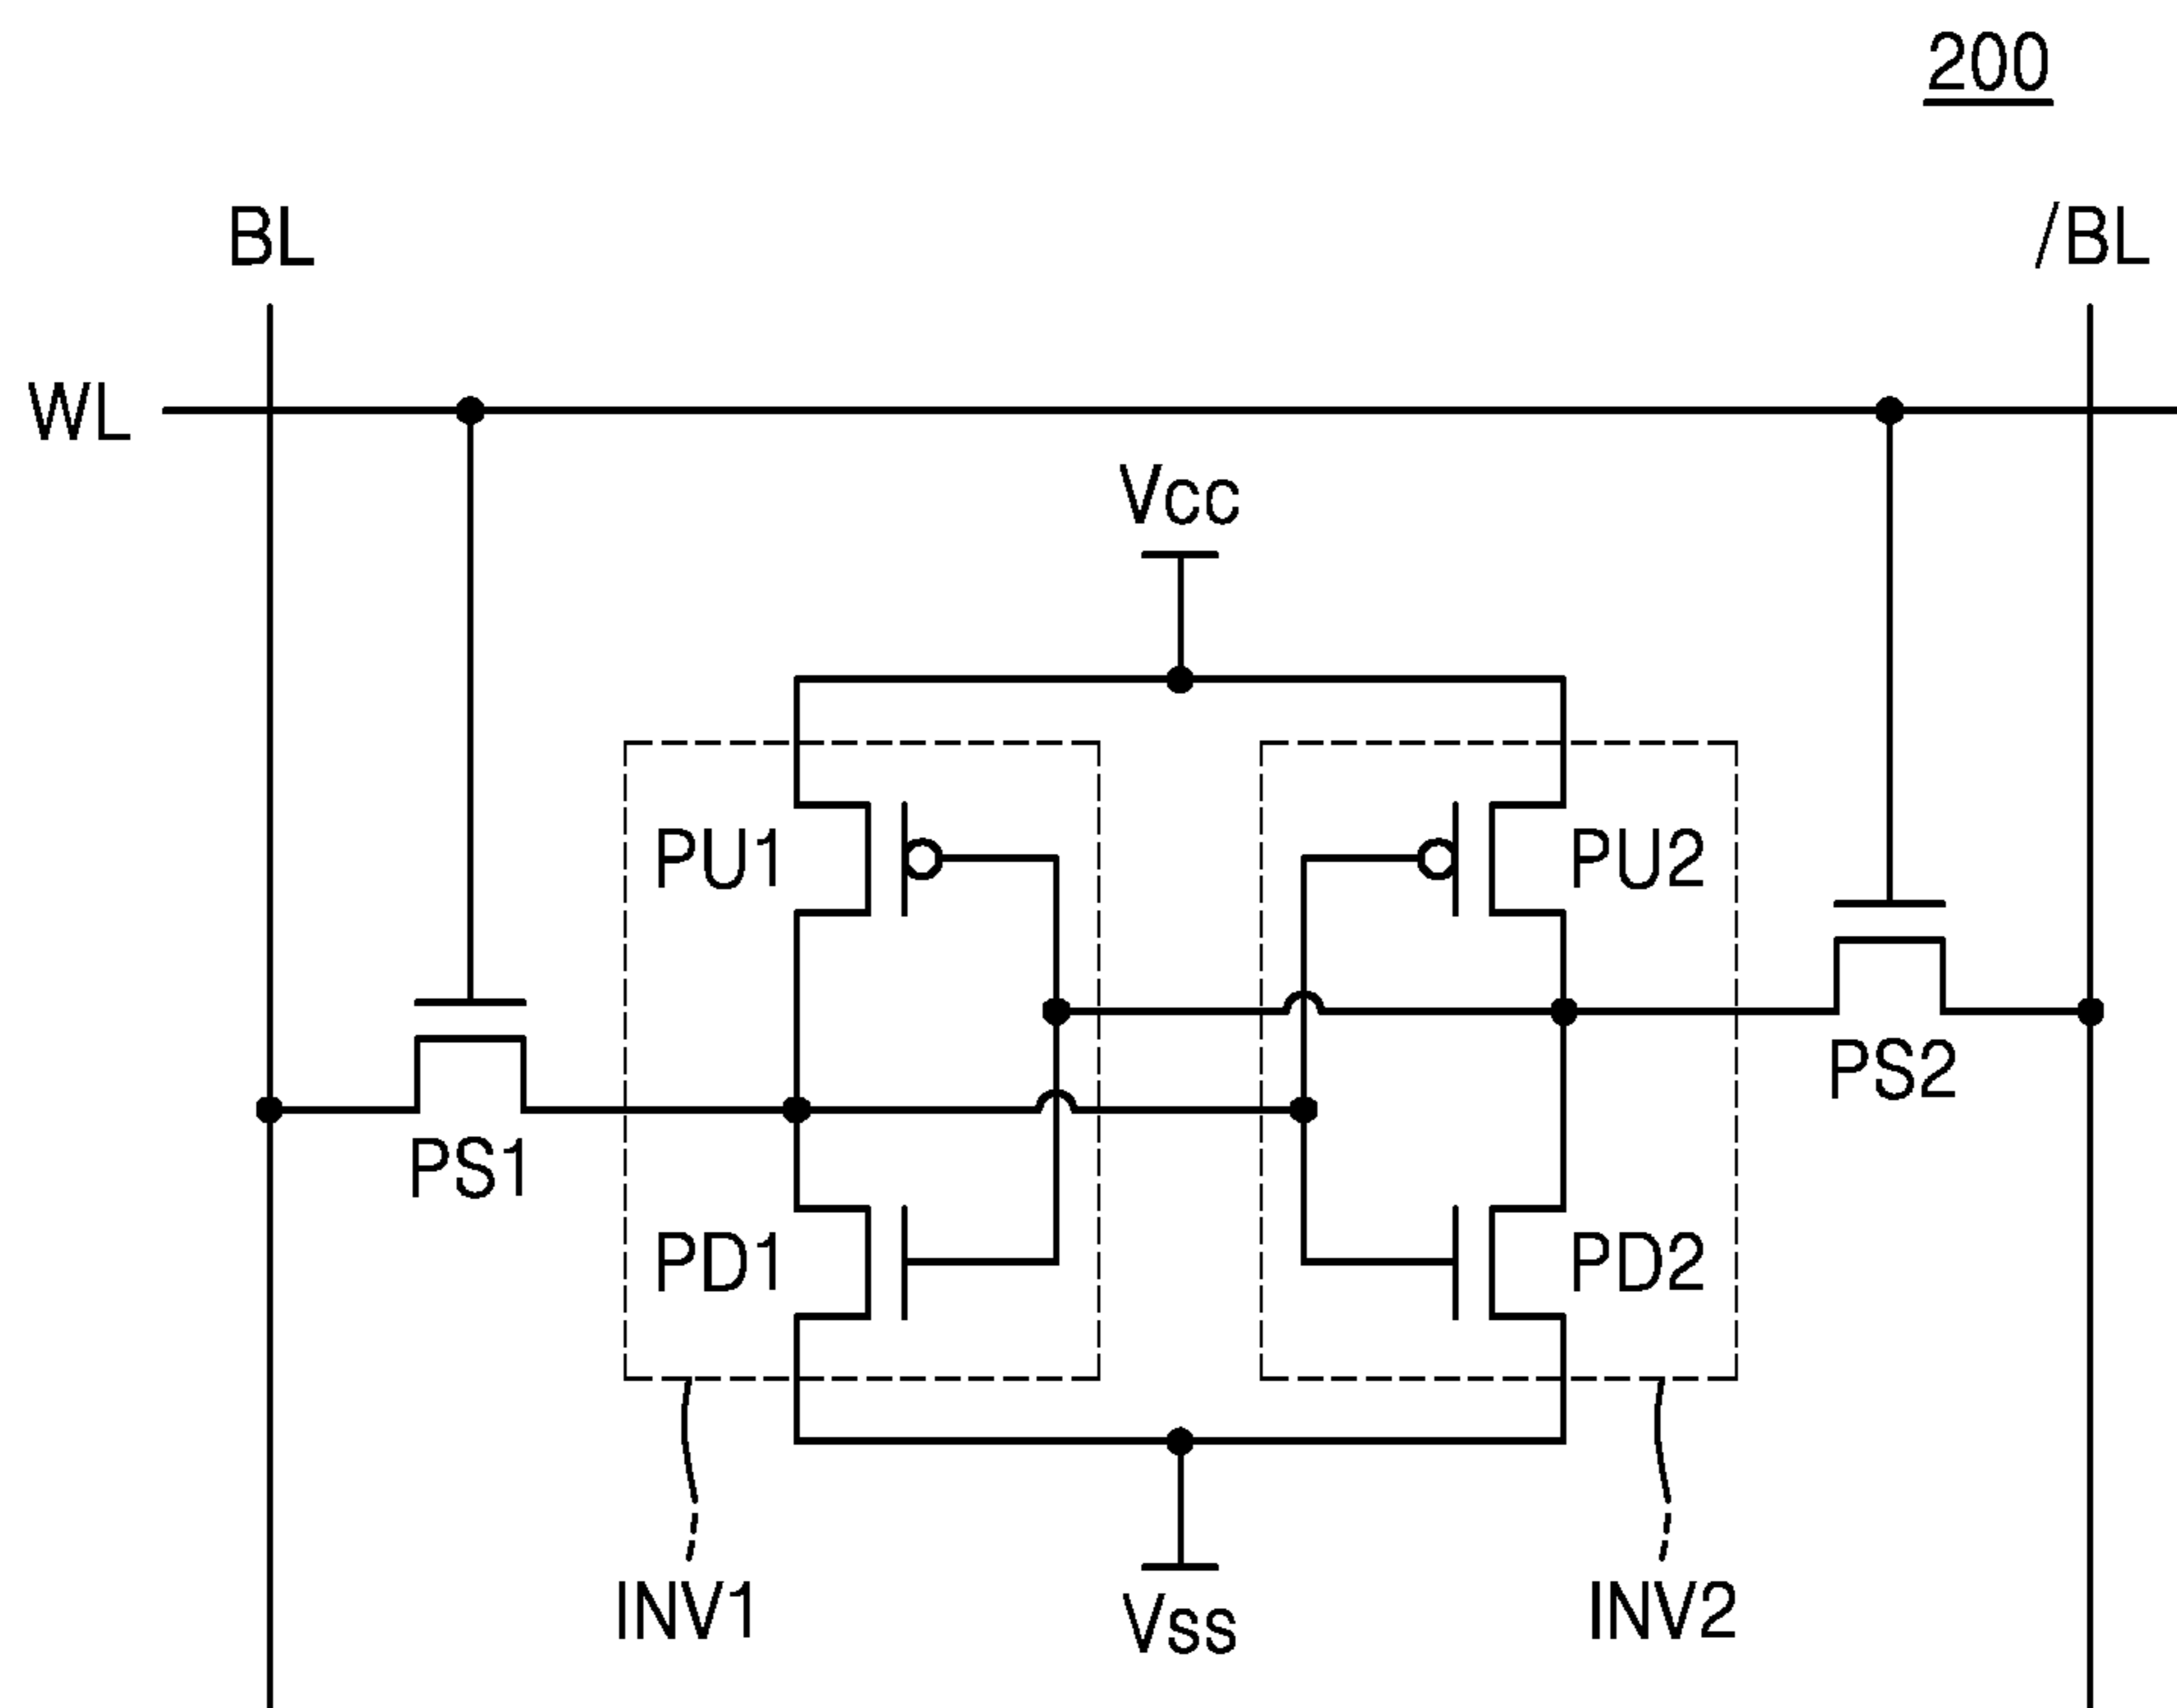 200
BL
/BL
WL
Vcc
PU1
PU2
PS2
PS1
PD1
PD2
INV1
Vss
INV2